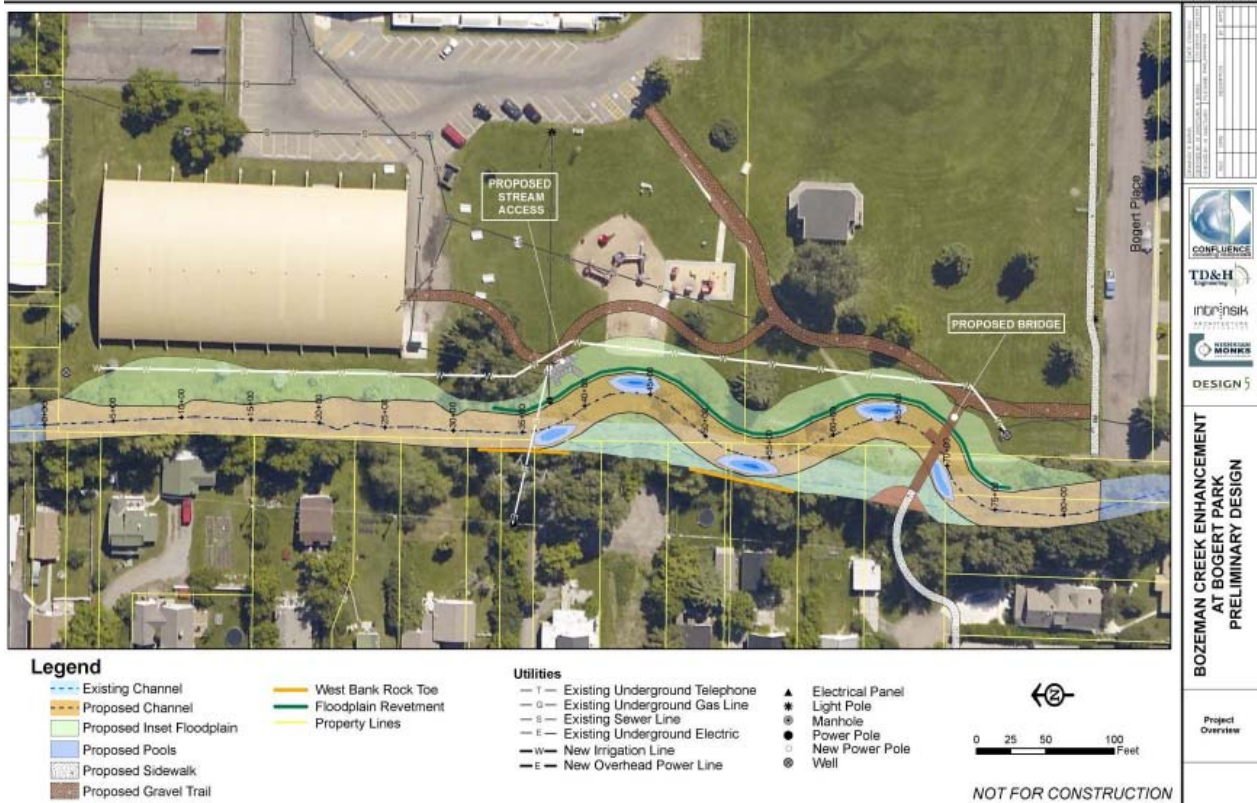 PROPOSED
STREAM
ACCESS
PROPOSED BRIDGE
Bogert Place
Legend
Existing Channel
Proposed Channel
Proposed Inset Floodplain
Proposed Pools
Proposed Sidewalk
Proposed Gravel Trail
West Bank Rock Toe
Floodplain Revetment
Property Lines
Utilities
T Existing Underground Telephone
G Existing Underground Gas Line
S Existing Sewer Line
E Existing Underground Electric
W New Irrigation Line
E New Overhead Power Line
Electrical Panel
Light Pole
Manhole
Power Pole
New Power Pole
Well
N
0 25 50 100
Feet
NOT FOR CONSTRUCTION
CONFLUENCE
TD&H
Engineering
intrinsik
ARCHITECTURE
NISHKIAN
MONKS
DESIGN 5
BOZEMAN CREEK ENHANCEMENT
AT BOGERT PARK
PRELIMINARY DESIGN
Project
Overview